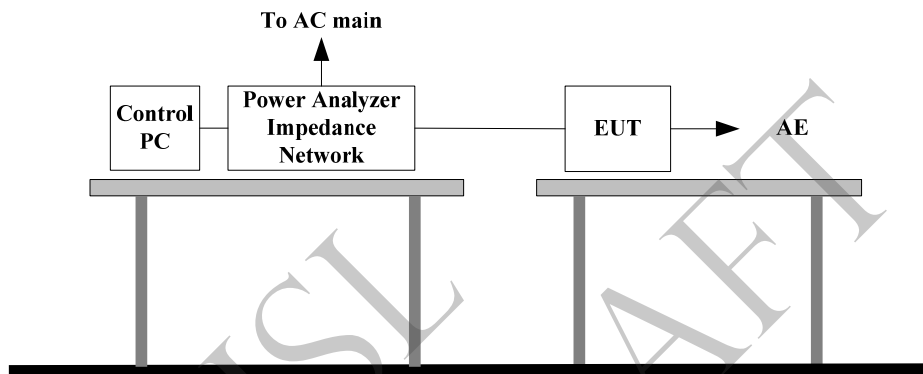 To AC main
Control
PC
Power Analyzer
Impedance
Network
EUT
AE